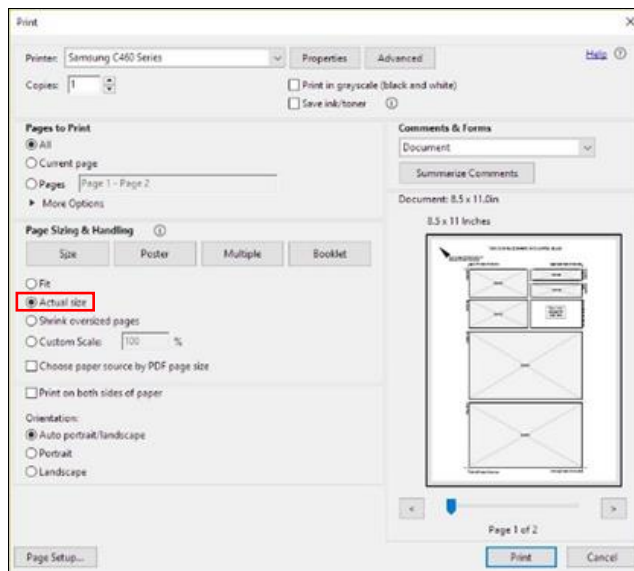 Print
Printer: Samsung C460 Series Properties Advanced Help
Copies: 1 Print in greyscale (black and white)
Save ink/toner
Pages to Print
All
Current page
Pages Page 1 - Page 2
More Options
Comments & Forms
Document
Summarize Comments
Page Sizing & Handling
Size Poster Multiple Booklet
Fit
Actual size
Shrink oversized pages
Custom Scale: 100 %
Choose paper source by PDF page size
Print on both sides of paper
Orientation:
Auto portrait/landscape
Portrait
Landscape
Document: 8.5 x 11.0in
8.5 x 11 Inches
< >
Page 1 of 2
Page Setup... Print Cancel